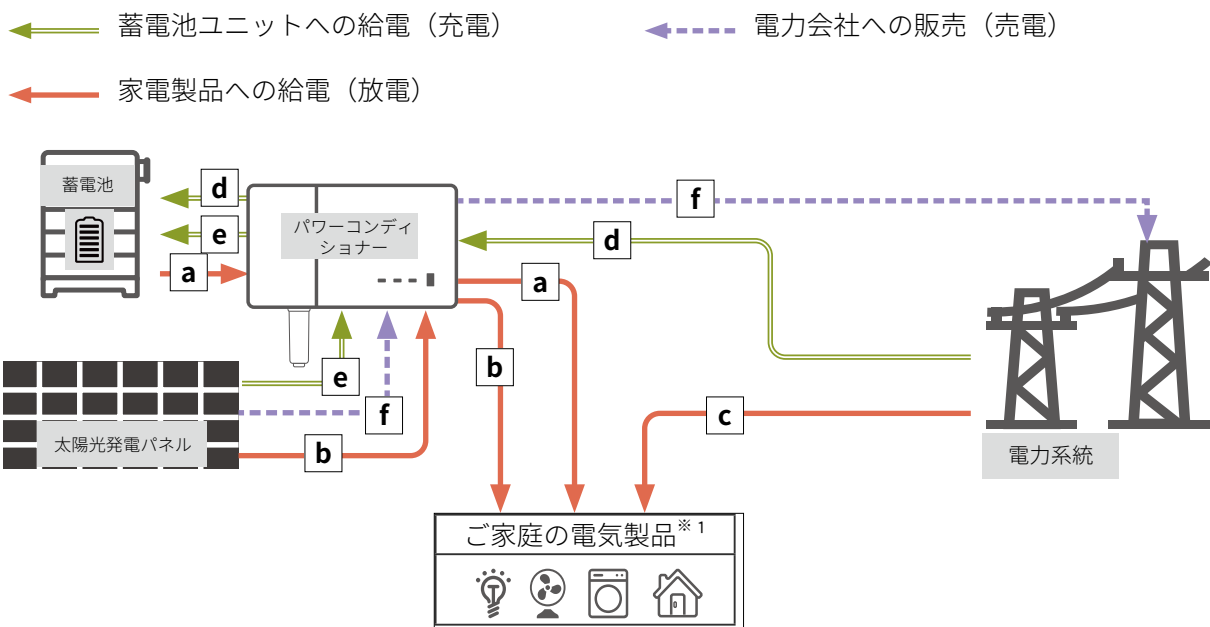 蓄電池ユニットへの給電（充電）
電力会社への販売（売電）
家電製品への給電（放電）
蓄電池
d
e
a
パワーコンディ
ショナー
f
d
a
b
e
f
b
c
太陽光発電パネル
電力系統
ご家庭の電気製品※1